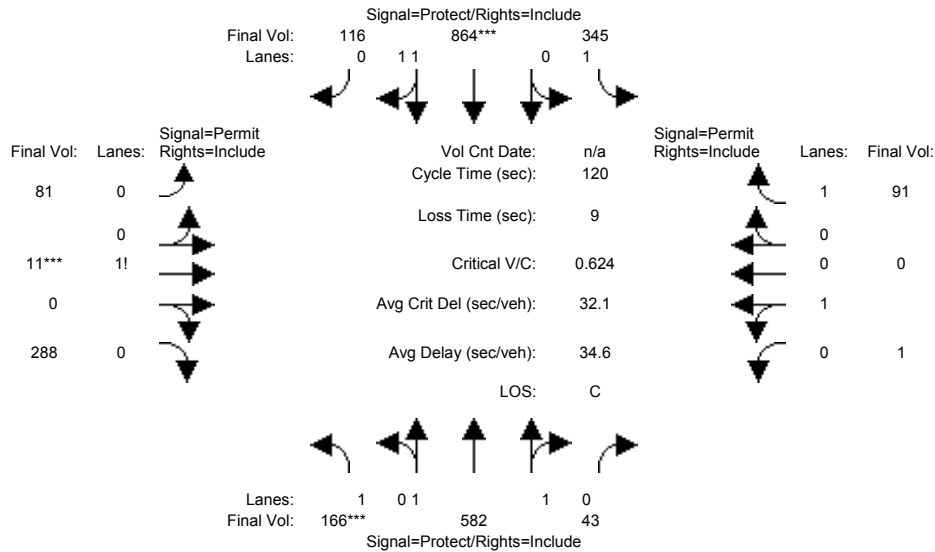 Signal=Protect/Rights=Include
Final Vol: 116 864*** 345
Lanes: 0 1 1 0 1
Signal=Permit Signal=Permit
Final Vol: Lanes: Rights=Include Vol Cnt Date: n/a Rights=Include Lanes: Final Vol:
Cycle Time (sec): 120
81 0 1 91
Loss Time (sec): 9
0 0
11*** 1! Critical V/C: 0.624 0 0
0 Avg Crit Del (sec/veh): 32.1 1
288 0 Avg Delay (sec/veh): 34.6 0 1
LOS: C
Lanes: 1 0 1 1 0
Final Vol: 166*** 582 43
Signal=Protect/Rights=Include